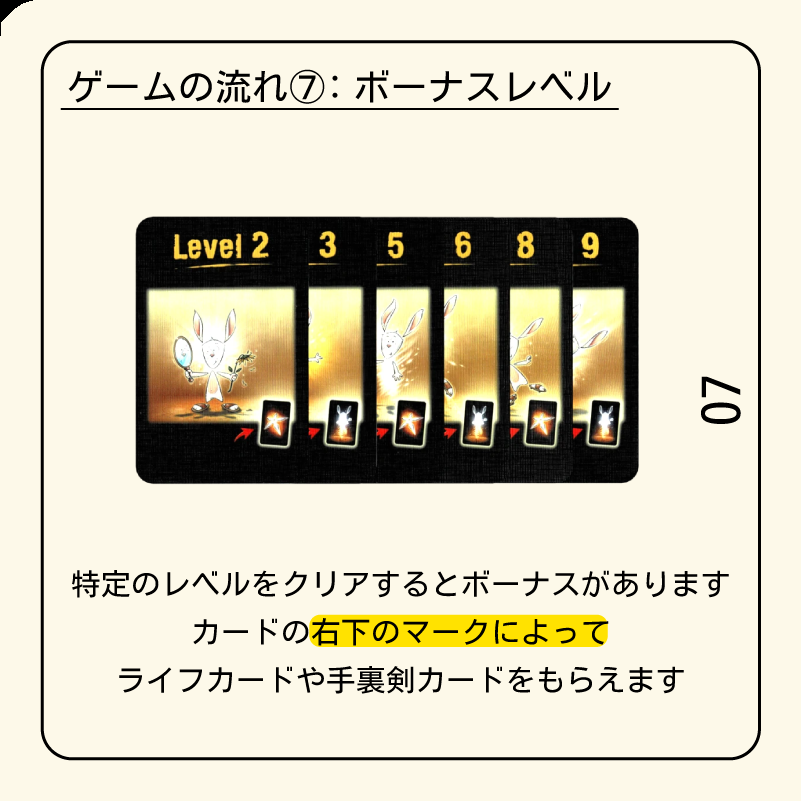 ゲームの流れ⑦: ボーナスレベル
Level 2 3 5 6 8 9
07
特定のレベルをクリアするとボーナスがあります
カードの右下のマークによって
ライフカードや手裏剣カードをもらえます